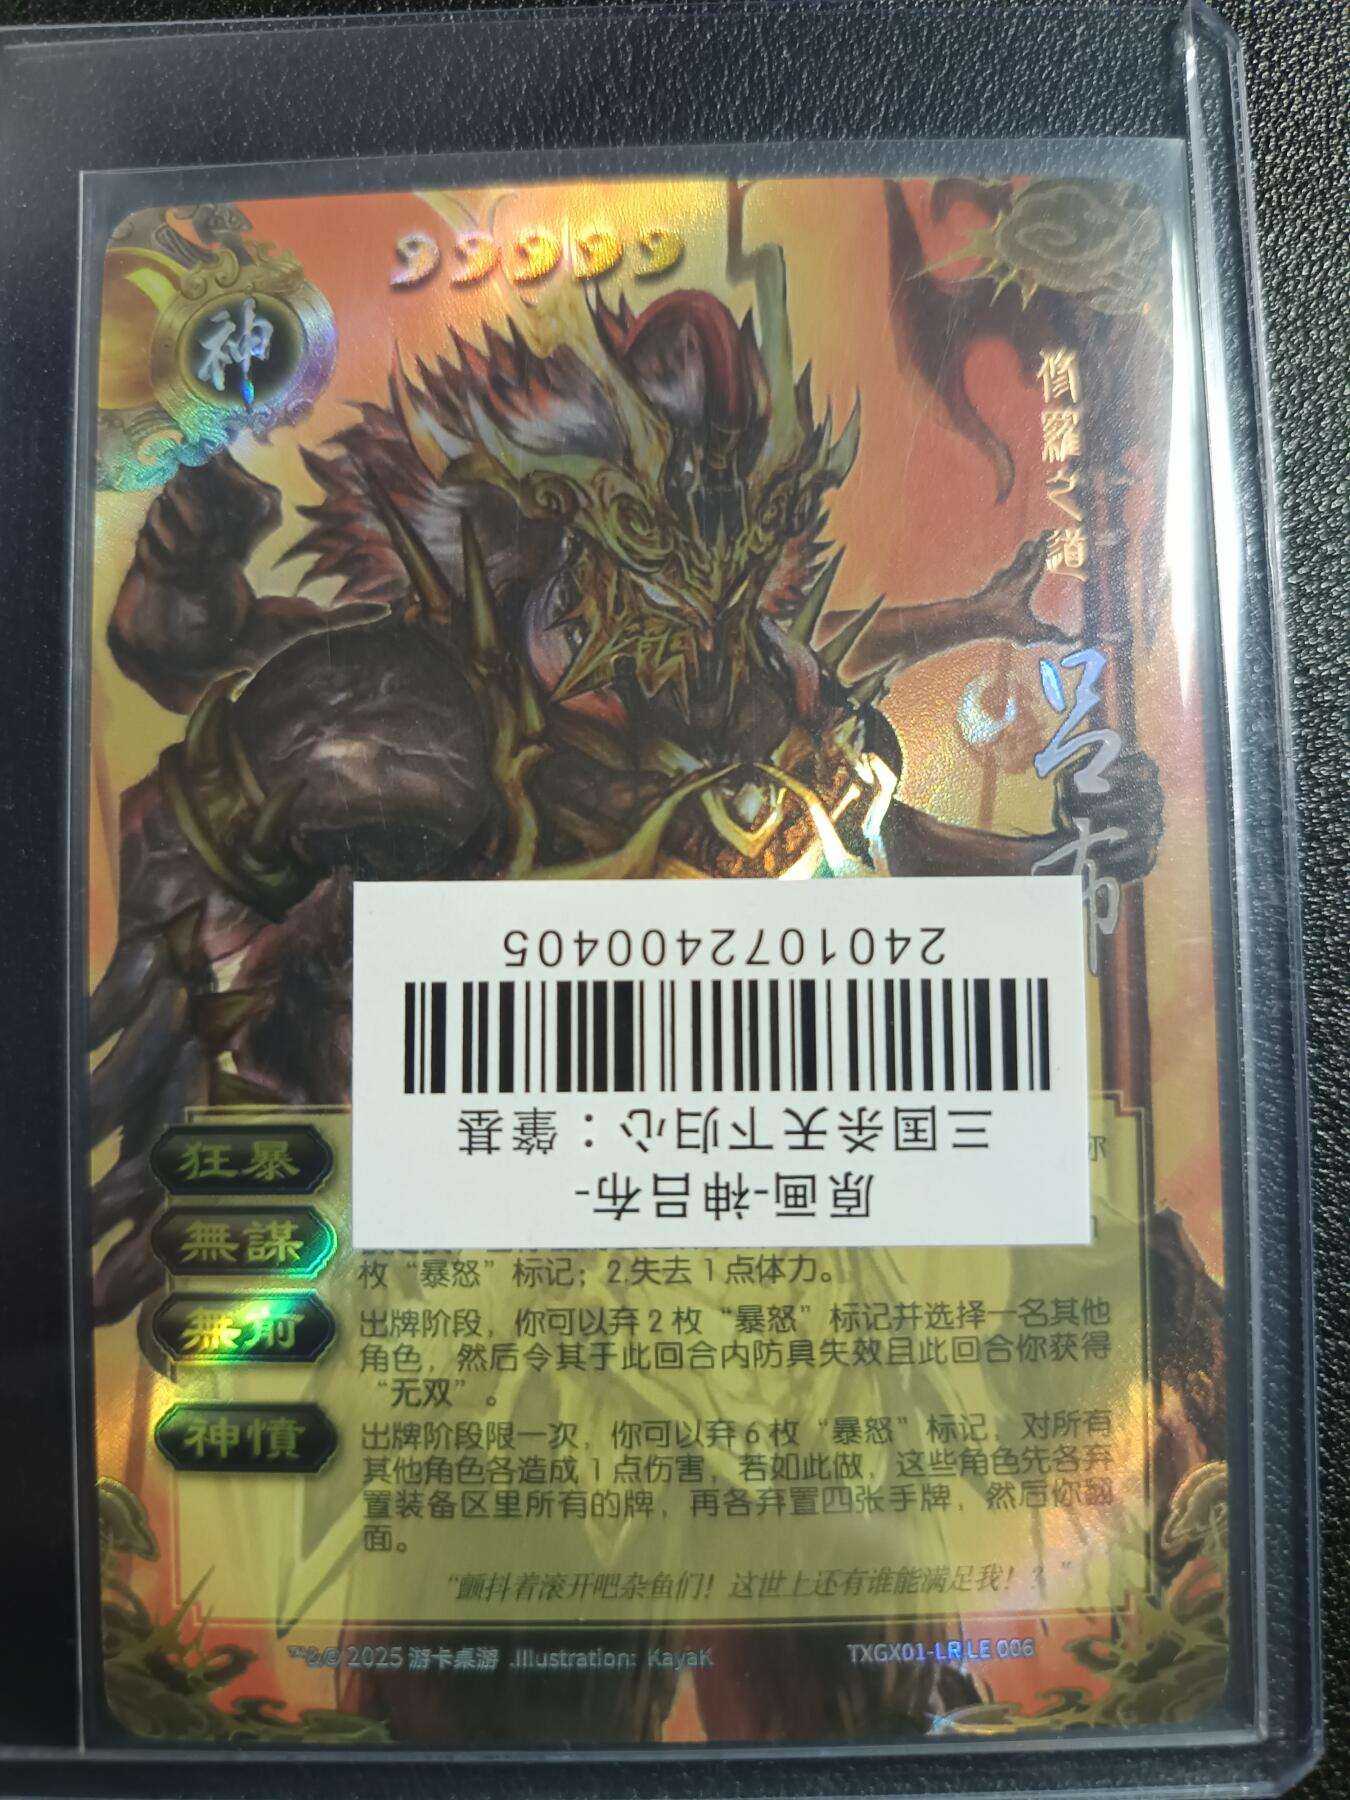 神
修羅之道
呂布
2401072400405
三国杀天下归心：肇基
原画-神吕布-
狂暴
你
無謀
枚“暴怒”标记；2.失去1点体力。
無前
出牌阶段，你可以弃2枚“暴怒”标记并选择一名其他
角色，然后令其于此回合内防具失效且此回合你获得
“无双”。
神憤
出牌阶段限一次，你可以弃6枚“暴怒”标记，对所有
其他角色各造成1点伤害，若如此做，这些角色先各弃
置装备区里所有的牌，再各弃置四张手牌，然后你翻
面。
“颤抖着滚开吧杂鱼们！这世上还有谁能满足我！？”
™&© 2025 游卡桌游 .Illustration: KayaK
TXGX01-LR LE 006